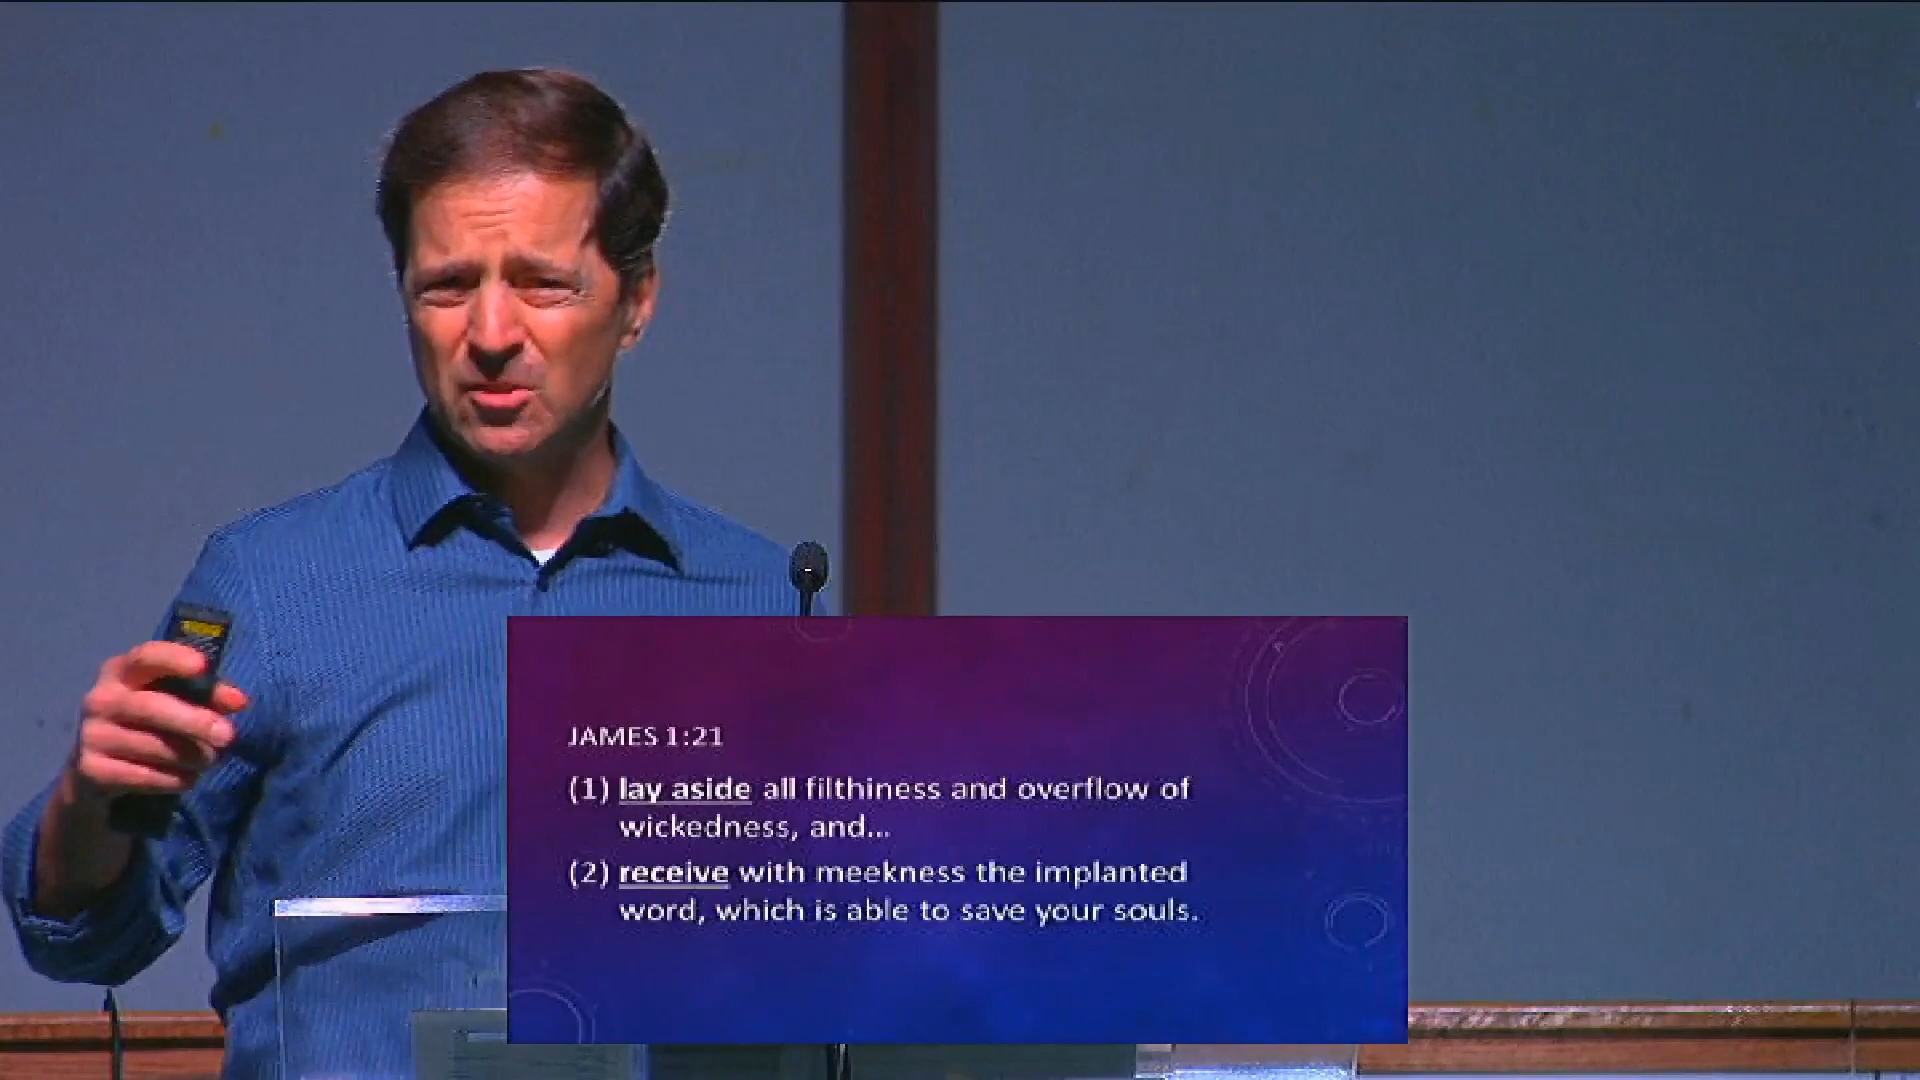 JAMES 1:21
(1) lay aside all filthiness and overflow of
wickedness, and...
(2) receive with meekness the implanted
word, which is able to save your souls.